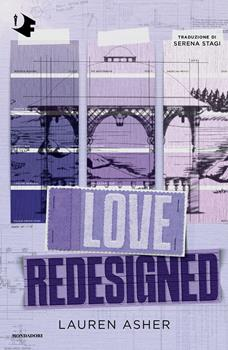 TRADUZIONE DI
SERENA STAGI
LOVE
REDESIGNED
LAUREN ASHER
MONDADORI